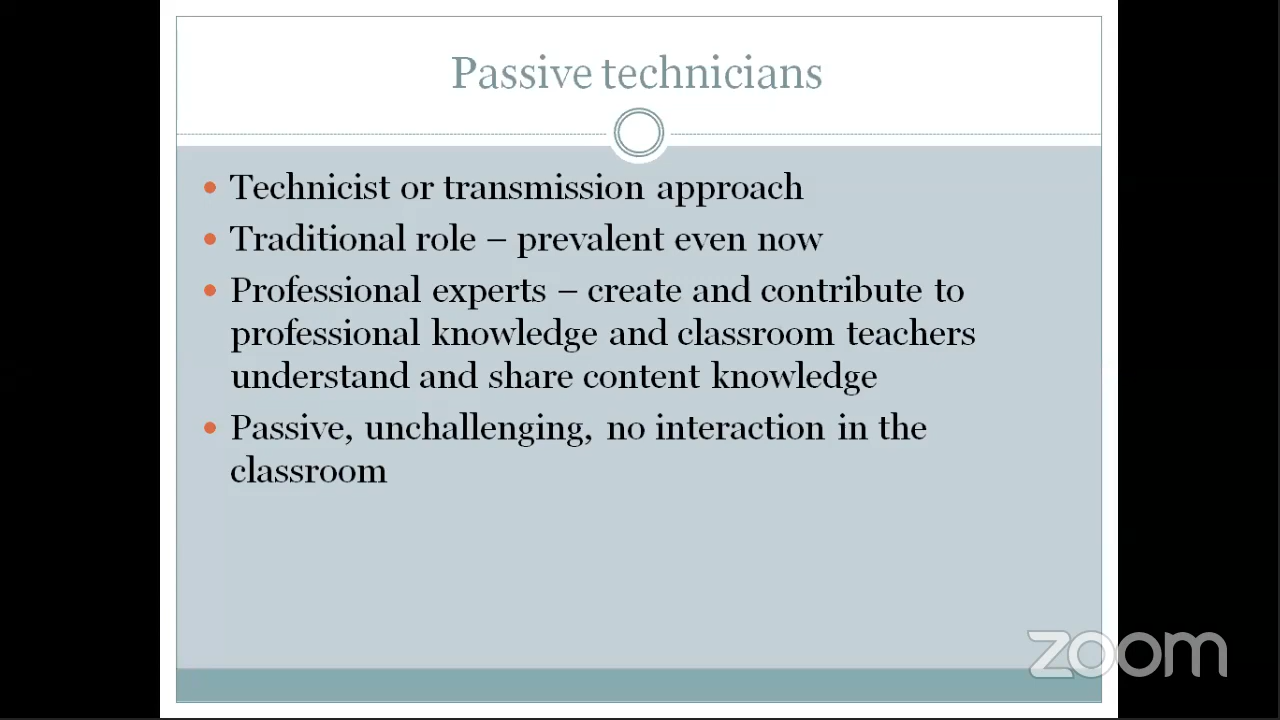 Passive technicians
• Technicist or transmission approach
• Traditional role – prevalent even now
• Professional experts – create and contribute to
professional knowledge and classroom teachers
understand and share content knowledge
• Passive, unchallenging, no interaction in the
classroom
zoom